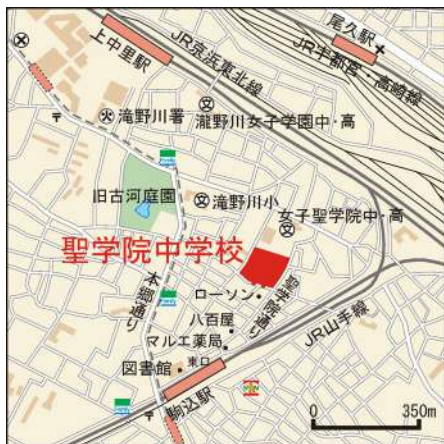 尾久駅
上中里駅
JR京浜東北線
JR宇都宮・高崎線
滝野川署
瀧野川女子学園中・高
旧古河庭園
滝野川小
女子聖学院中・高
聖学院中学校
本郷通り
ローソン
聖学院通り
八百屋
マルエ薬局
JR山手線
図書館
東口
駒込駅
0 350m